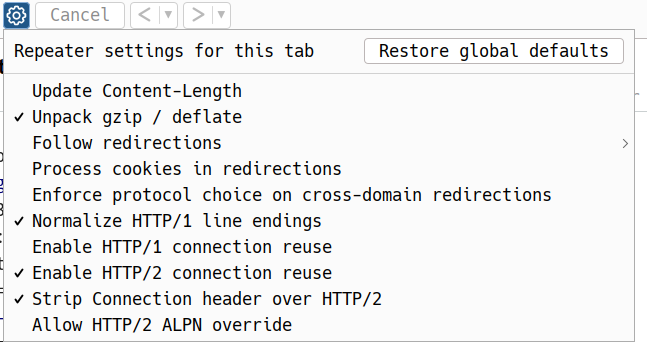 Cancel
Repeater settings for this tab Restore global defaults
Update Content-Length
✓ Unpack gzip / deflate
Follow redirections
Process cookies in redirections
Enforce protocol choice on cross-domain redirections
✓ Normalize HTTP/1 line endings
Enable HTTP/1 connection reuse
✓ Enable HTTP/2 connection reuse
✓ Strip Connection header over HTTP/2
Allow HTTP/2 ALPN override